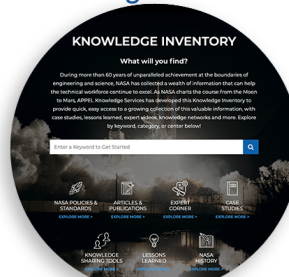 KNOWLEDGE INVENTORY
What will you find?
During more than 60 years of unparalleled achievement at the boundaries of
engineering and science, NASA has collected a wealth of information that can help
the technical workforce continue to excel. As NASA charts the course from the Moon
to Mars, APPEL Knowledge Services has developed this Knowledge Inventory to
provide quick, easy access to a growing collection of this valuable information, with
case studies, lessons learned, expert videos, knowledge networks and more. Explore
by keyword, category, or center below!
Enter a Keyword to Get Started
NASA POLICIES & STANDARDS
EXPLORE MORE >
ARTICLES & PUBLICATIONS
EXPLORE MORE >
EXPERT CORNER
EXPLORE MORE >
CASE STUDIES
EXPLORE MORE >
KNOWLEDGE SHARING TOOLS
EXPLORE MORE >
LESSONS LEARNED
NASA HISTORY
EXPLORE MORE >